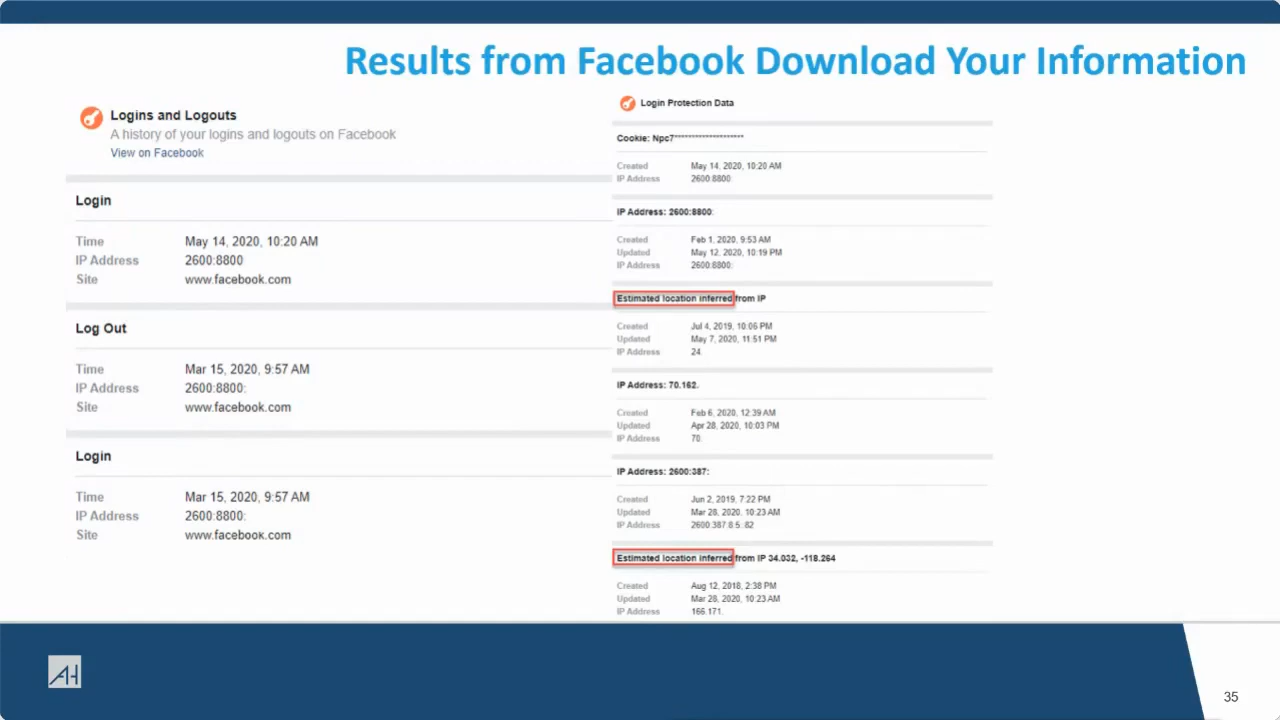 Results from Facebook Download Your Information
Logins and Logouts
A history of your logins and logouts on Facebook
View on Facebook
Login
Time May 14, 2020, 10:20 AM
IP Address 2600:8800
Site www.facebook.com
Log Out
Time Mar 15, 2020, 9:57 AM
IP Address 2600:8800:
Site www.facebook.com
Login
Time Mar 15, 2020, 9:57 AM
IP Address 2600:8800:
Site www.facebook.com
Login Protection Data
Cookie: Npc7********************
Created May 14, 2020, 10:20 AM
IP Address 2600:8800
IP Address: 2600:8800:
Created Feb 1, 2020, 9:53 AM
Updated May 12, 2020, 10:19 PM
IP Address 2600:8800:
Estimated location inferred from IP
Created Jul 4, 2019, 10:06 PM
Updated May 7, 2020, 11:51 PM
IP Address 24.
IP Address: 70.162.
Created Feb 6, 2020, 12:39 AM
Updated Apr 28, 2020, 10:03 PM
IP Address 70.
IP Address: 2600:387:
Created Jun 2, 2019, 7:22 PM
Updated Mar 28, 2020, 10:23 AM
IP Address 2600:387:8:5::82
Estimated location inferred from IP 34.032, -118.264
Created Aug 12, 2018, 2:38 PM
Updated Mar 28, 2020, 10:23 AM
IP Address 166.171.
AH
35